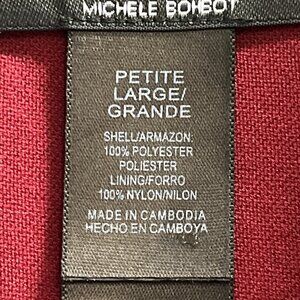 MICHELE BOHBOT
PETITE
LARGE/
GRANDE
SHELL/ARMAZON:
100% POLYESTER
POLIESTER
LINING/FORRO
100% NYLON/NILON
MADE IN CAMBODIA
HECHO EN CAMBOYA